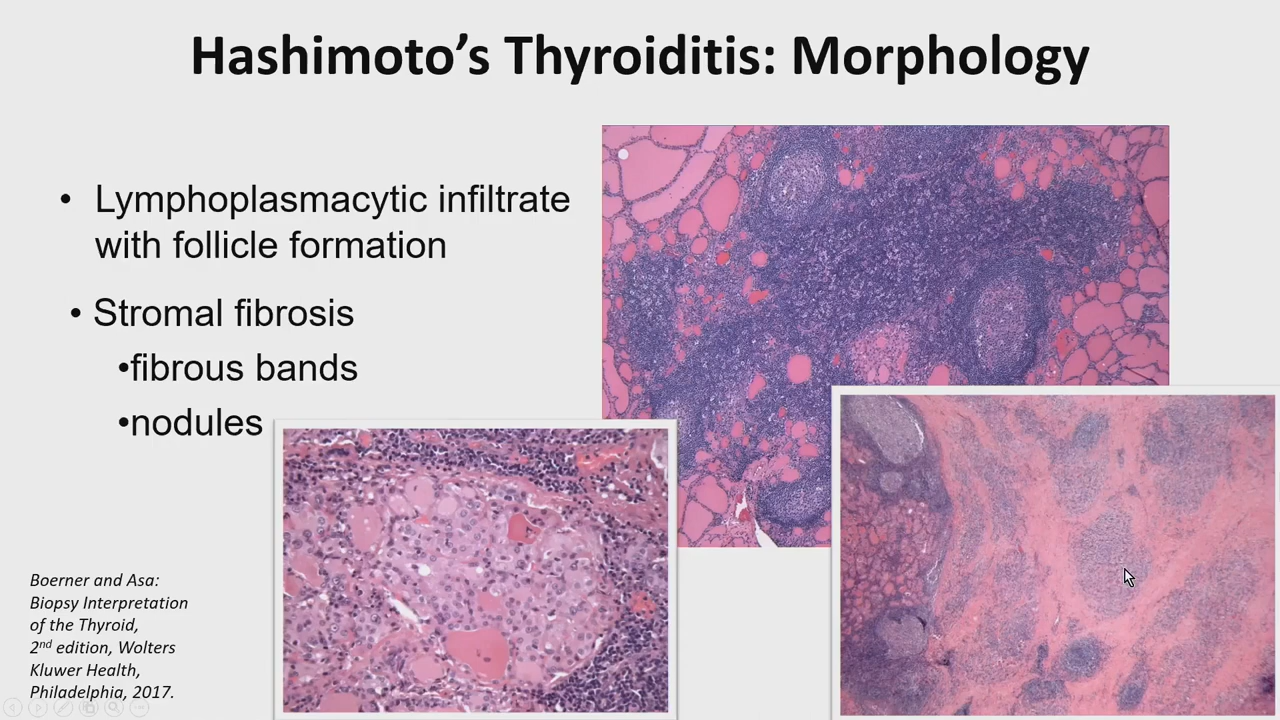 Hashimoto’s Thyroiditis: Morphology
• Lymphoplasmacytic infiltrate
with follicle formation
• Stromal fibrosis
•fibrous bands
•nodules
Boerner and Asa:
Biopsy Interpretation
of the Thyroid,
2nd edition, Wolters
Kluwer Health,
Philadelphia, 2017.